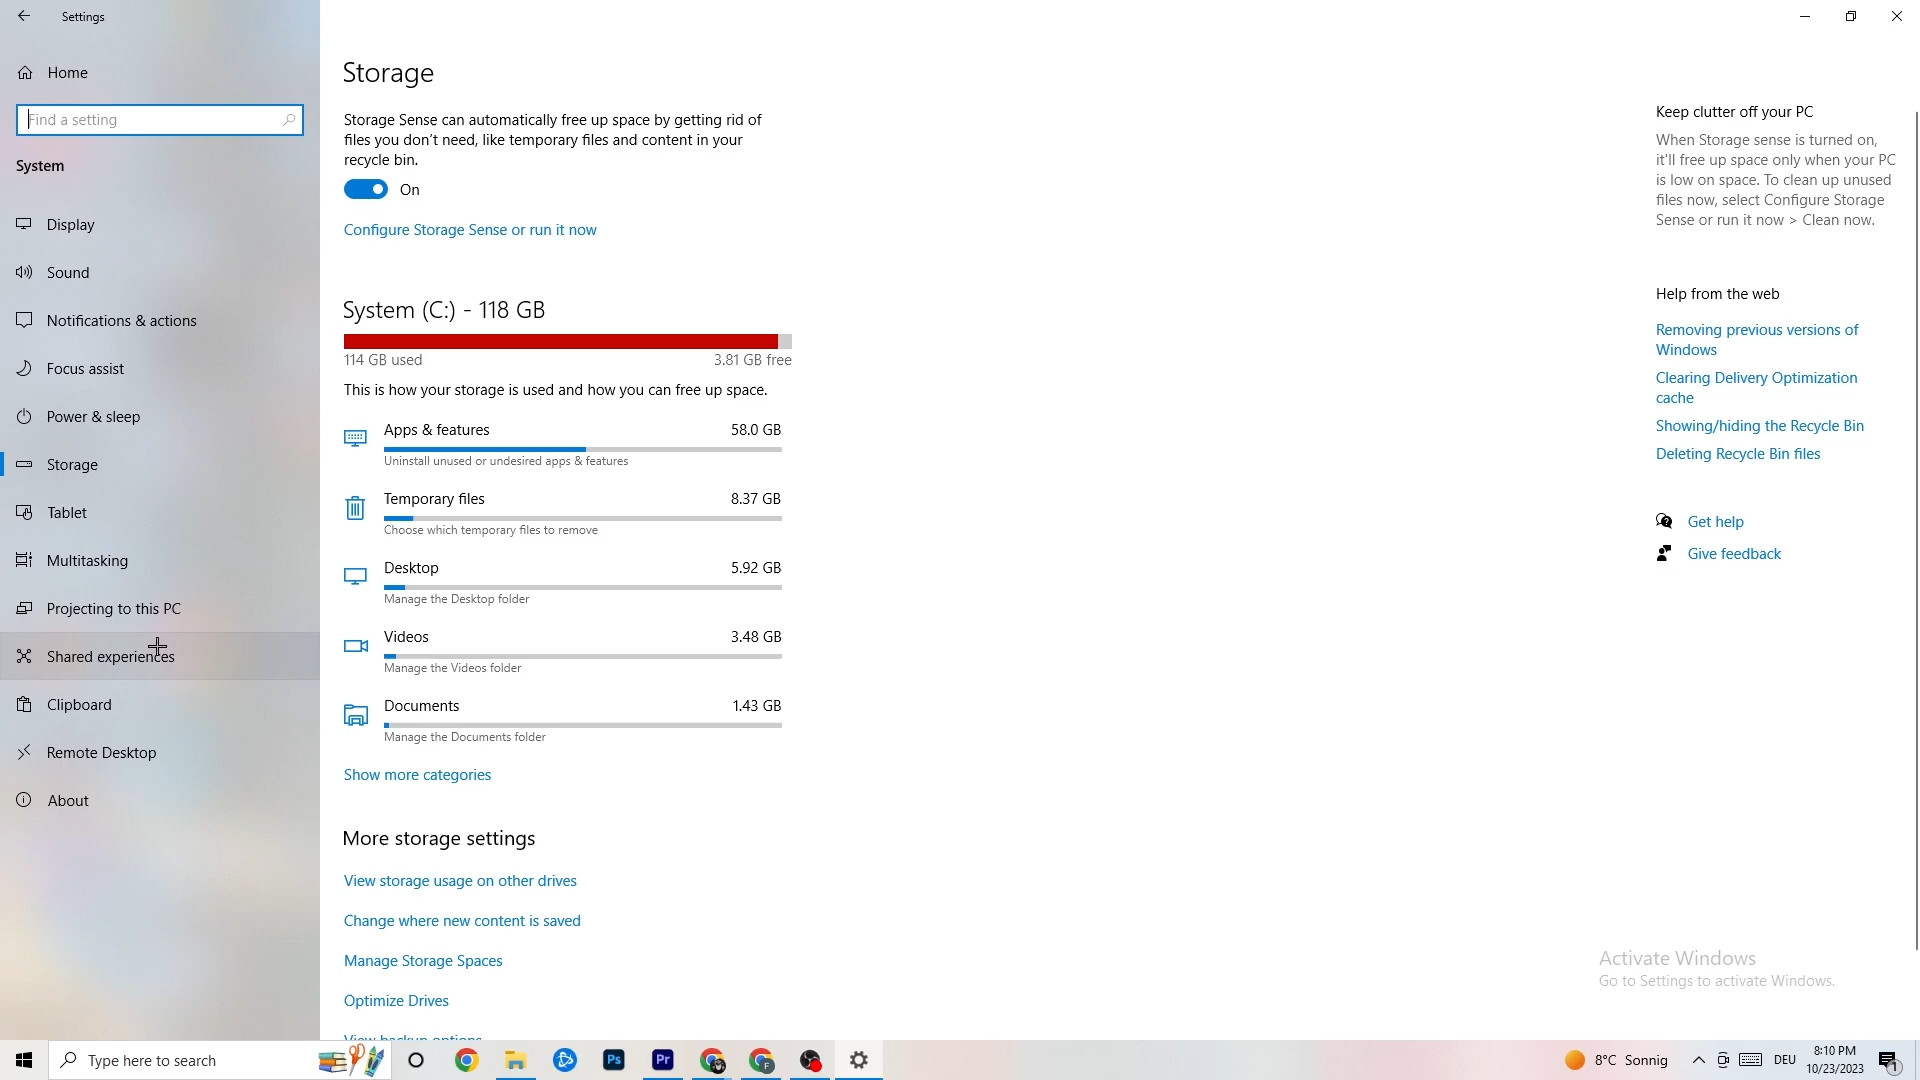 Settings
Home
Find a setting
System
Display
Sound
Notifications & actions
Focus assist
Power & sleep
Storage
Tablet
Multitasking
Projecting to this PC
Shared experiences
Clipboard
Remote Desktop
About
Storage
Storage Sense can automatically free up space by getting rid of
files you don't need, like temporary files and content in your
recycle bin.
On
Configure Storage Sense or run it now
System (C:) - 118 GB
114 GB used
3.81 GB free
This is how your storage is used and how you can free up space.
Apps & features
58.0 GB
Uninstall unused or undesired apps & features
Temporary files
8.37 GB
Choose which temporary files to remove
Desktop
5.92 GB
Manage the Desktop folder
Videos
3.48 GB
Manage the Videos folder
Documents
1.43 GB
Manage the Documents folder
Show more categories
More storage settings
View storage usage on other drives
Change where new content is saved
Manage Storage Spaces
Optimize Drives
View backup options
Keep clutter off your PC
When Storage sense is turned on,
it'll free up space only when your PC
is low on space. To clean up unused
files now, select Configure Storage
Sense or run it now > Clean now.
Help from the web
Removing previous versions of
Windows
Clearing Delivery Optimization
cache
Showing/hiding the Recycle Bin
Deleting Recycle Bin files
Get help
Give feedback
Activate Windows
Go to Settings to activate Windows.
Type here to search
Ps
Pr
F
8°C Sonnig
DEU
8:10 PM
10/23/2023
1